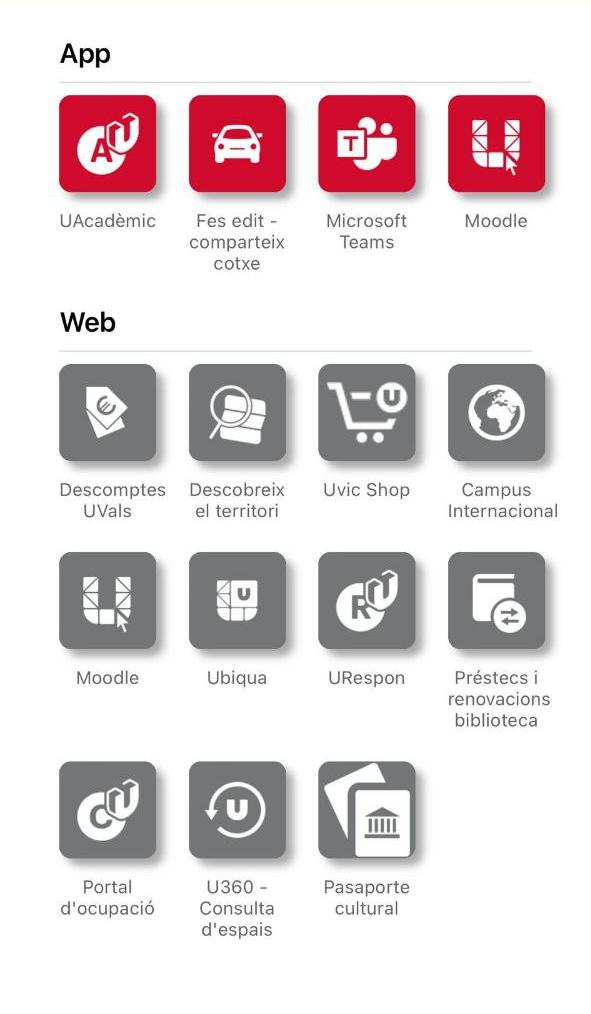 App
UAcadèmic
Fes edit -
comparteix
cotxe
Microsoft
Teams
Moodle
Web
Descomptes
UVals
Descobreix
el territori
Uvic Shop
Campus
Internacional
Moodle
Ubiqua
URespon
Préstecs i
renovacions
biblioteca
Portal
d'ocupació
U360 -
Consulta
d'espais
Pasaporte
cultural